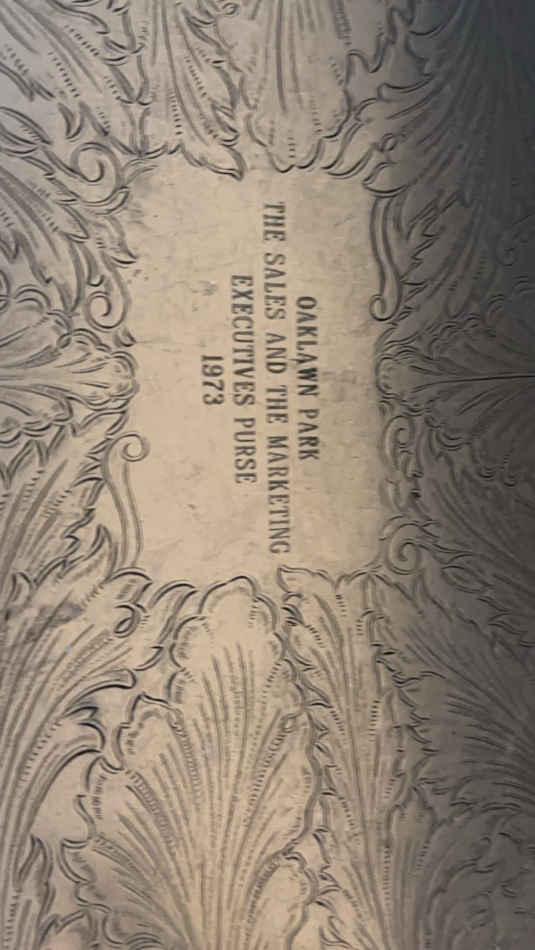 OAKLAWN PARK
THE SALES AND THE MARKETING
EXECUTIVES PURSE
1973